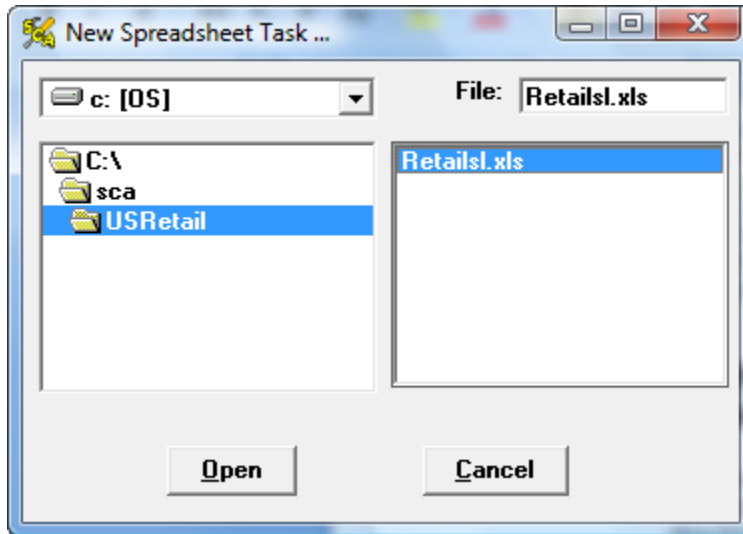 New Spreadsheet Task ...
c: [OS]
File: Retailsl.xls
C:\
sca
USRetail
Retailsl.xls
Open
Cancel